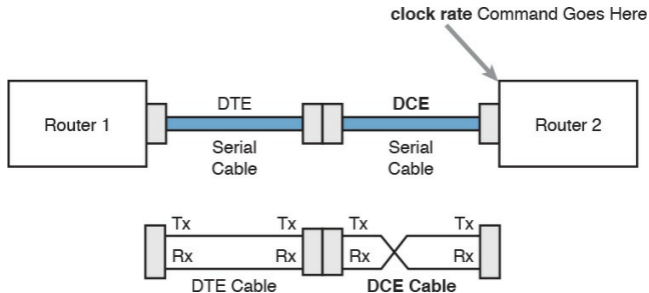 clock rate Command Goes Here
DTE
DCE
Router 1
Router 2
Serial
Cable
Serial
Cable
Tx
Tx
Tx
Tx
Rx
Rx
Rx
Rx
DTE Cable
DCE Cable